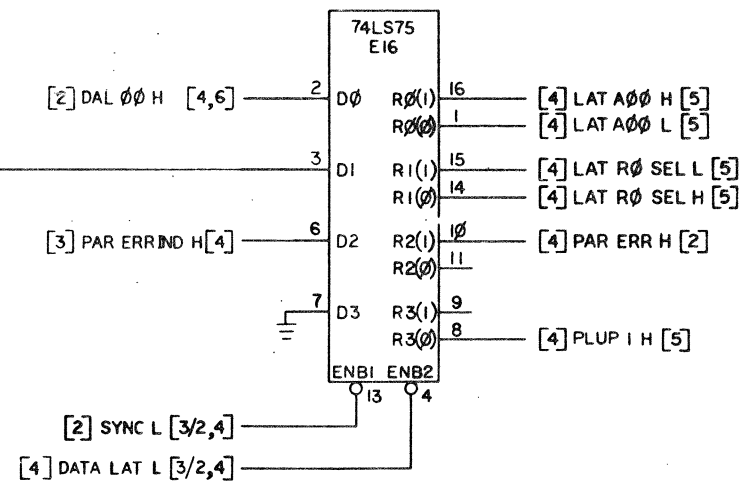 74LS75
E16
[2] DAL ØØ H [4,6] 2 DØ RØ(1) 16 [4] LAT AØØ H [5]
RØ(Ø) 1 [4] LAT AØØ L [5]
3 D1 R1(1) 15 [4] LAT RØ SEL L [5]
R1(Ø) 14 [4] LAT RØ SEL H [5]
[3] PAR ERR IND H [4] 6 D2 R2(1) 1Ø [4] PAR ERR H [2]
R2(Ø) 11
7 D3 R3(1) 9
R3(Ø) 8 [4] PLUP 1 H [5]
ENB1 ENB2
13 4
[2] SYNC L [3/2,4]
[4] DATA LAT L [3/2,4]